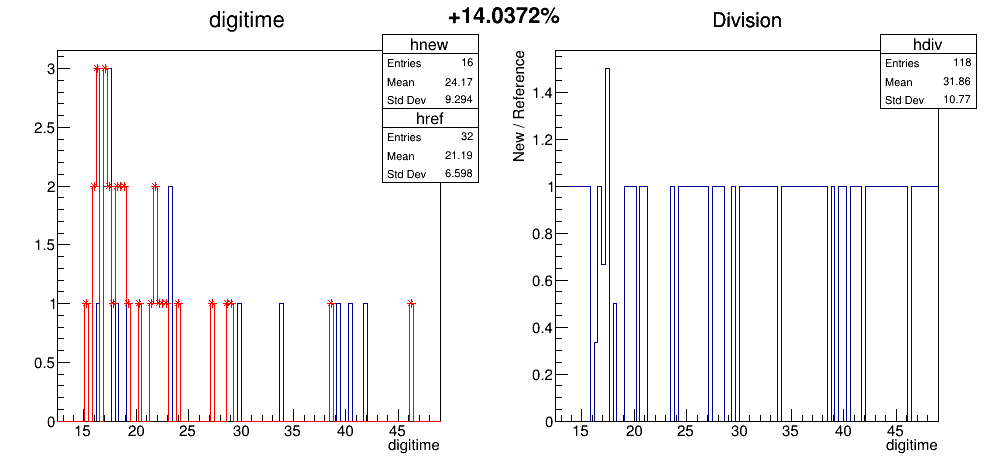 +14.0372%
digitime
hnew
Entries 16
Mean 24.17
Std Dev 9.294
href
Entries 32
Mean 21.19
Std Dev 6.598
3
2.5
2
1.5
1
0.5
0
15 20 25 30 35 40 45
digitime
Division
hdiv
Entries 118
Mean 31.86
Std Dev 10.77
New / Reference
1.4
1.2
1
0.8
0.6
0.4
0.2
0
15 20 25 30 35 40 45
digitime